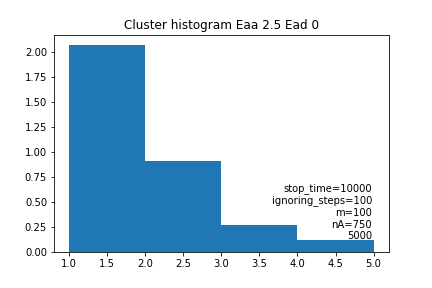 Cluster histogram Eaa 2.5 Ead 0
2.00
1.75
1.50
1.25
1.00
0.75
0.50
0.25
0.00
stop_time=10000
ignoring_steps=100
m=100
nA=750
5000
1.0 1.5 2.0 2.5 3.0 3.5 4.0 4.5 5.0